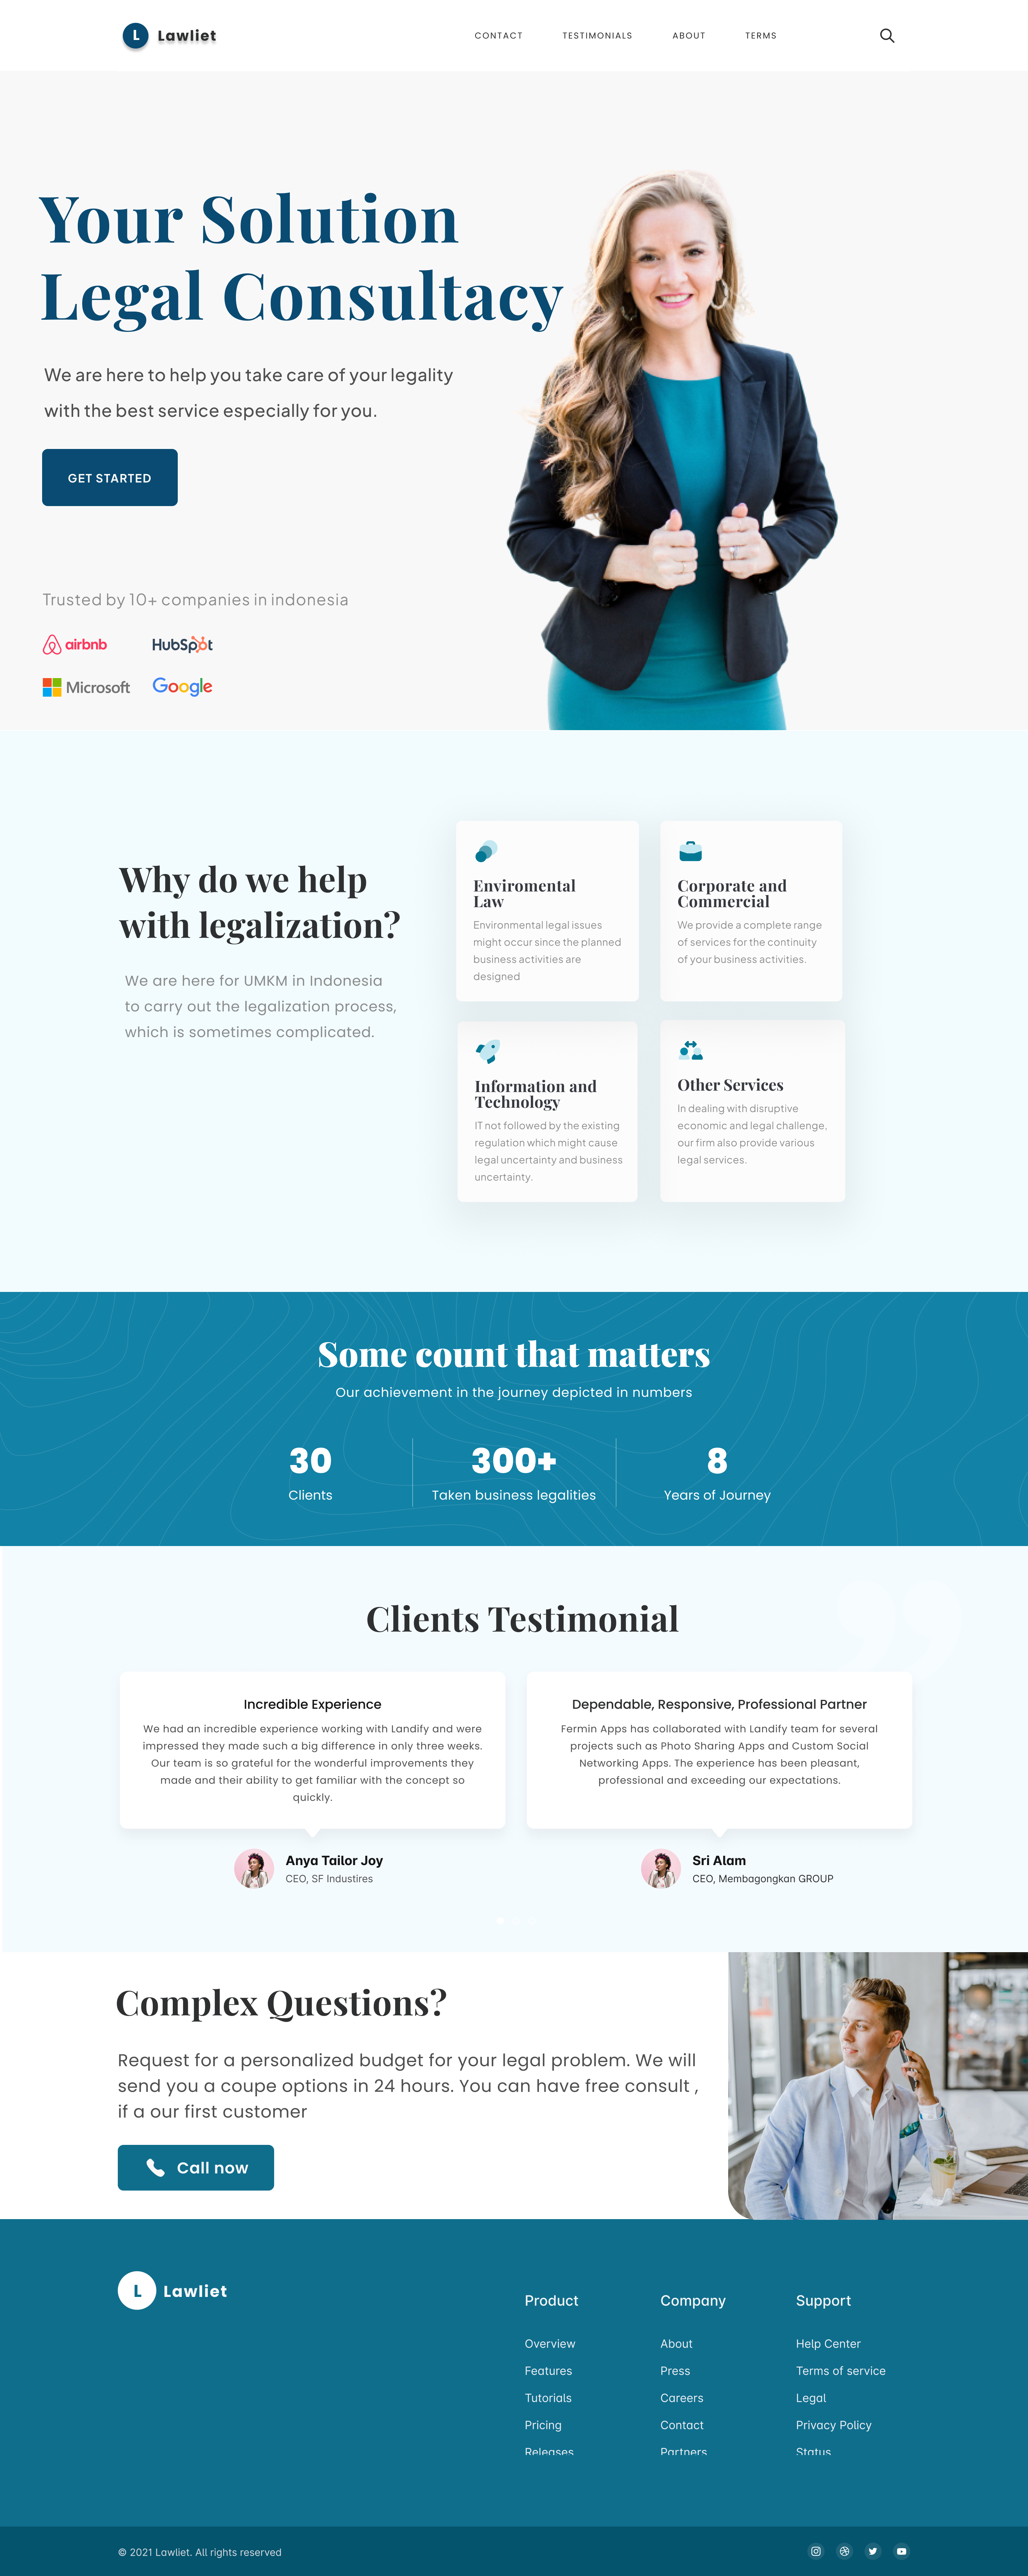 L Lawliet
CONTACT TESTIMONIALS ABOUT TERMS
Your Solution
Legal Consultacy
We are here to help you take care of your legality
with the best service especially for you.
GET STARTED
Trusted by 10+ companies in indonesia
airbnb HubSpot
Microsoft Google
Why do we help
with legalization?
We are here for UMKM in Indonesia
to carry out the legalization process,
which is sometimes complicated.
Enviromental
Law
Environmental legal issues
might occur since the planned
business activities are
designed
Corporate and
Commercial
We provide a complete range
of services for the continuity
of your business activities.
Information and
Technology
IT not followed by the existing
regulation which might cause
legal uncertainty and business
uncertainty.
Other Services
In dealing with disruptive
economic and legal challenge,
our firm also provide various
legal services.
Some count that matters
Our achievement in the journey depicted in numbers
30
Clients
300+
Taken business legalities
8
Years of Journey
Clients Testimonial
Incredible Experience
We had an incredible experience working with Landify and were
impressed they made such a big difference in only three weeks.
Our team is so grateful for the wonderful improvements they
made and their ability to get familiar with the concept so
quickly.
Anya Tailor Joy
CEO, SF Industires
Dependable, Responsive, Professional Partner
Fermin Apps has collaborated with Landify team for several
projects such as Photo Sharing Apps and Custom Social
Networking Apps. The experience has been pleasant,
professional and exceeding our expectations.
Sri Alam
CEO, Membagongkan GROUP
Complex Questions?
Request for a personalized budget for your legal problem. We will
send you a coupe options in 24 hours. You can have free consult ,
if a our first customer
Call now
L Lawliet
Product
Overview
Features
Tutorials
Pricing
Releases
Company
About
Press
Careers
Contact
Partners
Support
Help Center
Terms of service
Legal
Privacy Policy
Status
© 2021 Lawliet. All rights reserved